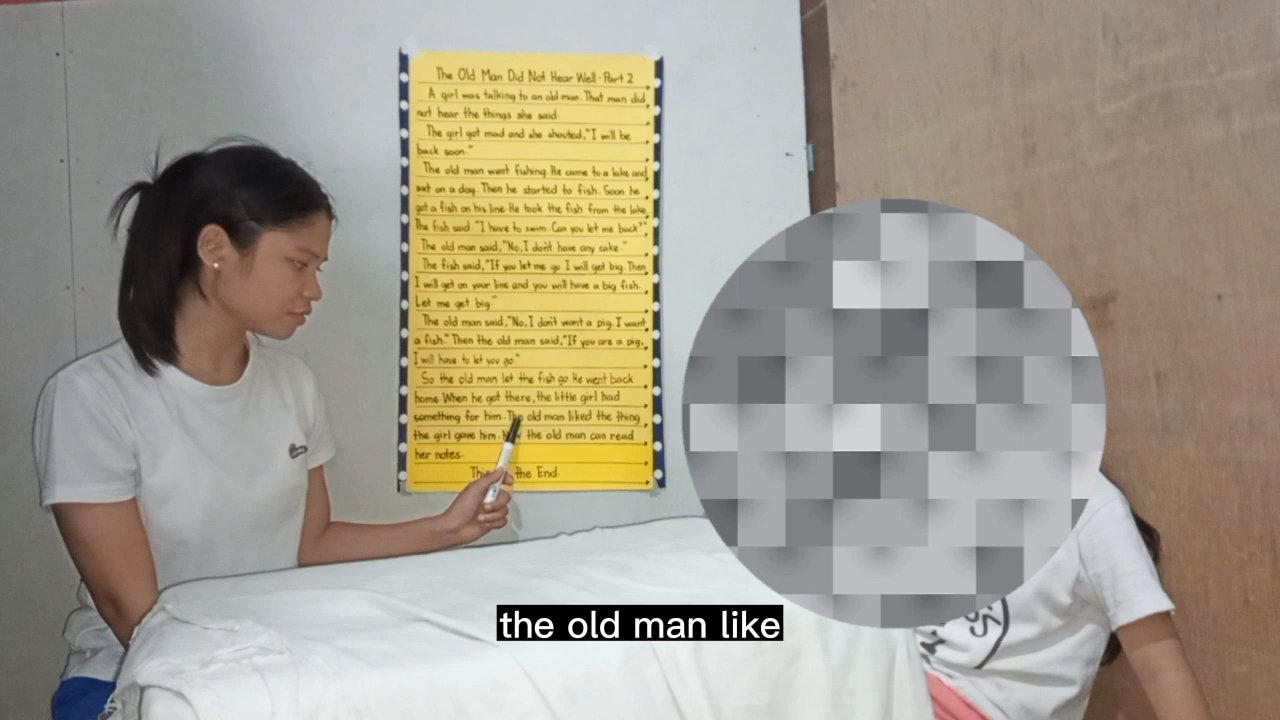 The Old Man Did Not Hear Well - Part 2
A girl was talking to an old man. That man did
not hear the things she said.
The girl got mad and she shouted, "I will be
back soon."
The old man went fishing. He came to a lake and
sat on a dog. Then he started to fish. Soon he
got a fish on his line. He took the fish from the lake.
The fish said, "I have to swim. Can you let me back?"
The old man said, "No, I don't have any cake."
The fish said, "If you let me go I will get big. Then
I will get on your line and you will have a big fish.
Let me get big."
The old man said, "No, I don't want a pig. I want
a fish." Then the old man said, "If you are a pig,
I will have to let you go."
So the old man let the fish go. He went back
home. When he got there, the little girl had
something for him. The old man liked the thing
the girl gave him. Now the old man can read
her notes.
the End.
the old man like